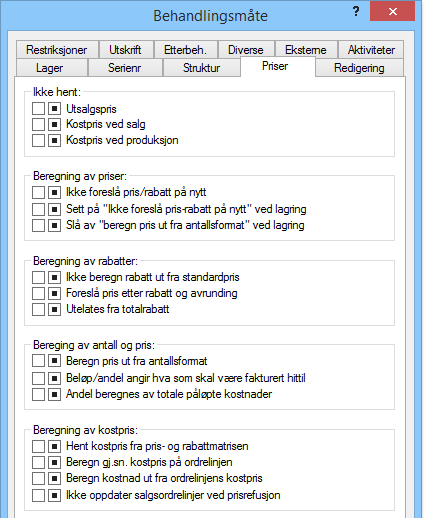 Behandlingsmåte
?
×
Restriksjoner Utskrift Etterbeh. Diverse Eksterne Aktiviteter
Lager Serienr Struktur Priser Redigering
Ikke hent:
Utsalgspris
Kostpris ved salg
Kostpris ved produksjon
Beregning av priser:
Ikke foreslå pris/rabatt på nytt
Sett på "Ikke foreslå pris-rabatt på nytt" ved lagring
Slå av "beregn pris ut fra antallsformat" ved lagring
Beregning av rabatter:
Ikke beregn rabatt ut fra standardpris
Foreslå pris etter rabatt og avrunding
Utelates fra totalrabatt
Bereging av antall og pris:
Beregn pris ut fra antallsformat
Beløp/andel angir hva som skal være fakturert hittil
Andel beregnes av totale påløpte kostnader
Beregning av kostpris:
Hent kostpris fra pris- og rabattmatrisen
Beregn gj.sn. kostpris på ordrelinjen
Beregn kostnad ut fra ordrelinjens kostpris
Ikke oppdater salgsordrelinjer ved prisrefusjon